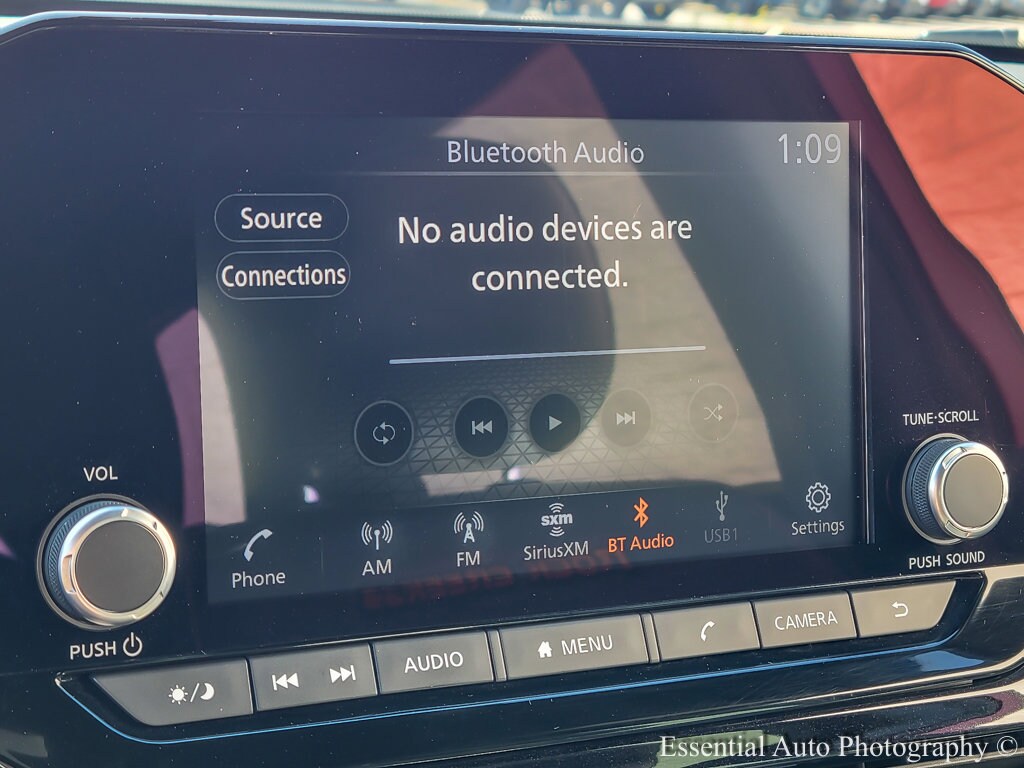 Bluetooth Audio
1:09
Source
No audio devices are
connected.
Connections
TUNE·SCROLL
VOL
Phone
AM
FM
sxm
SiriusXM
BT Audio
USB1
Settings
PUSH SOUND
PUSH
AUDIO
MENU
CAMERA
Essential Auto Photography ©